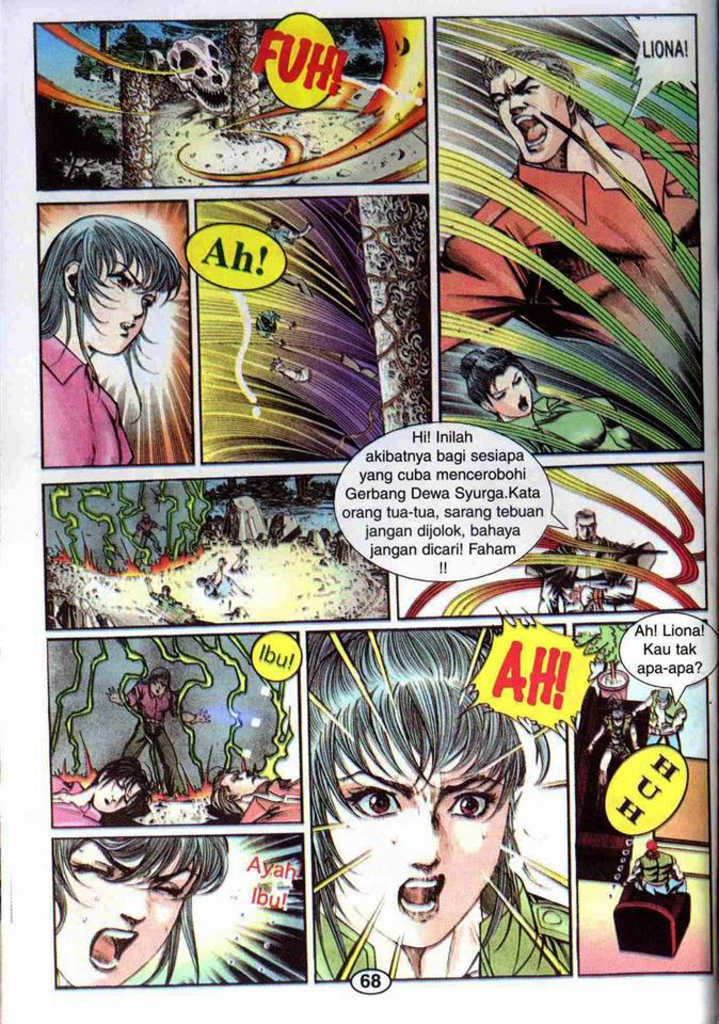 FUH!
LIONA!
Ah!
Hi! Inilah
akibatnya bagi sesiapa
yang cuba mencerobohi
Gerbang Dewa Syurga.Kata
orang tua-tua, sarang tebuan
jangan dijolok, bahaya
jangan dicari! Faham
!!
Ibu!
Ayah
Ibu!
AH!
Ah! Liona!
Kau tak
apa-apa?
HUH
68